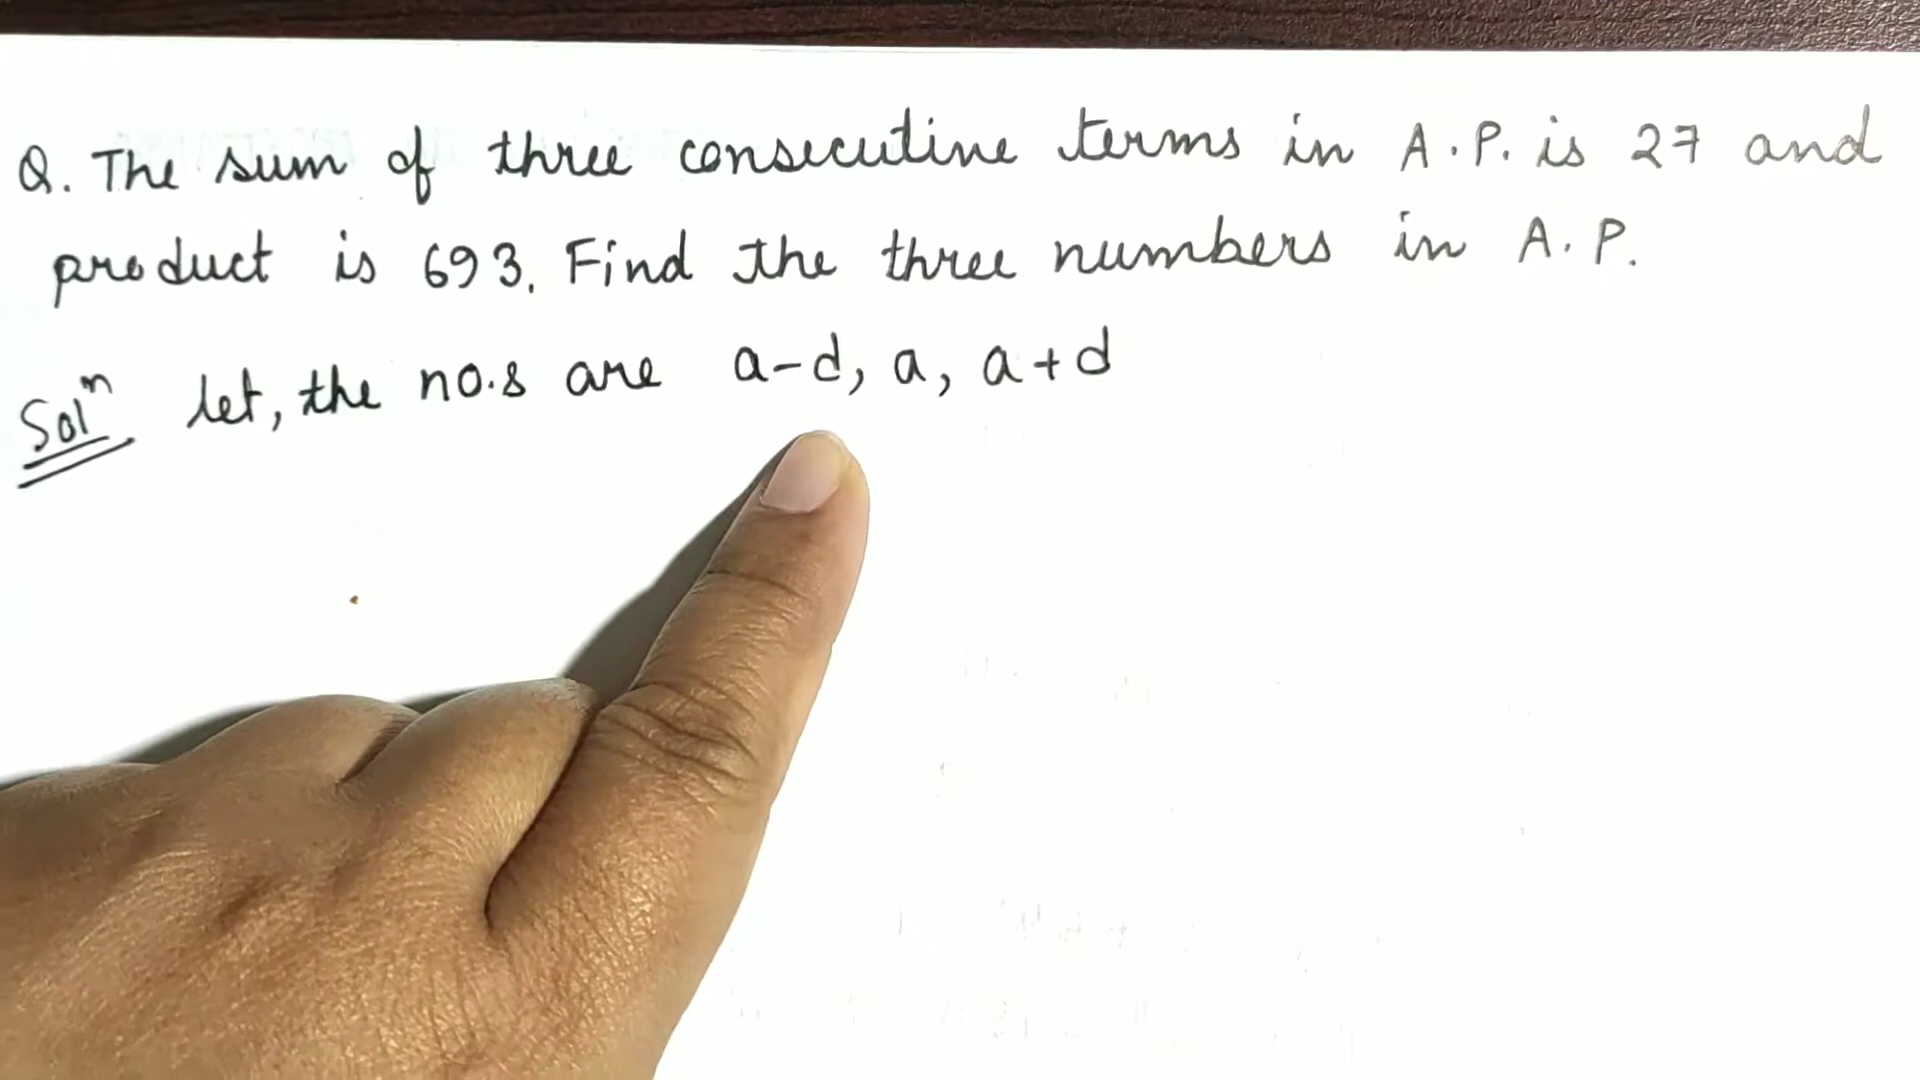 Q. The sum of three consecutine terms in A.P. is 27 and
product is 693. Find the three numbers in A.P.
Solⁿ let, the no.s are a-d, a, a+d